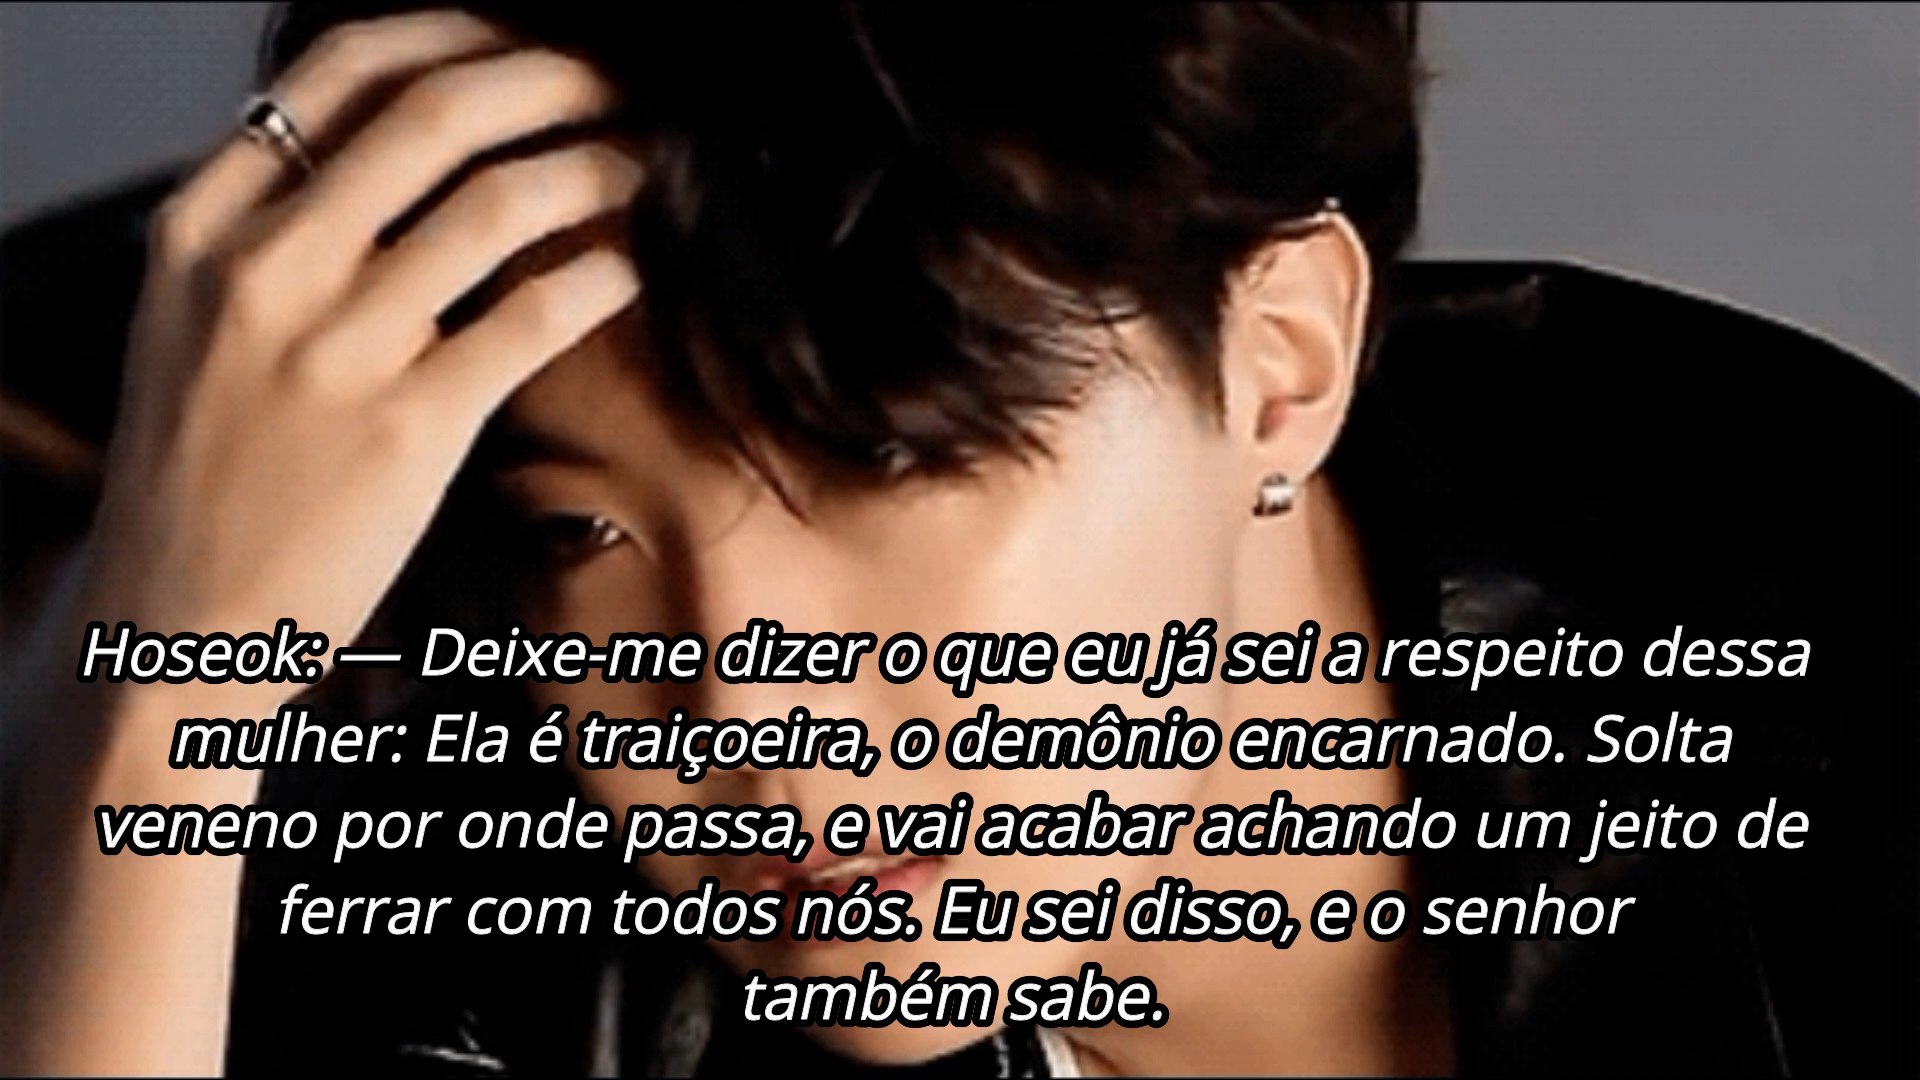 Hoseok: — Deixe-me dizer o que eu já sei a respeito dessa
mulher: Ela é traiçoeira, o demônio encarnado. Solta
veneno por onde passa, e vai acabar achando um jeito de
ferrar com todos nós. Eu sei disso, e o senhor
também sabe.